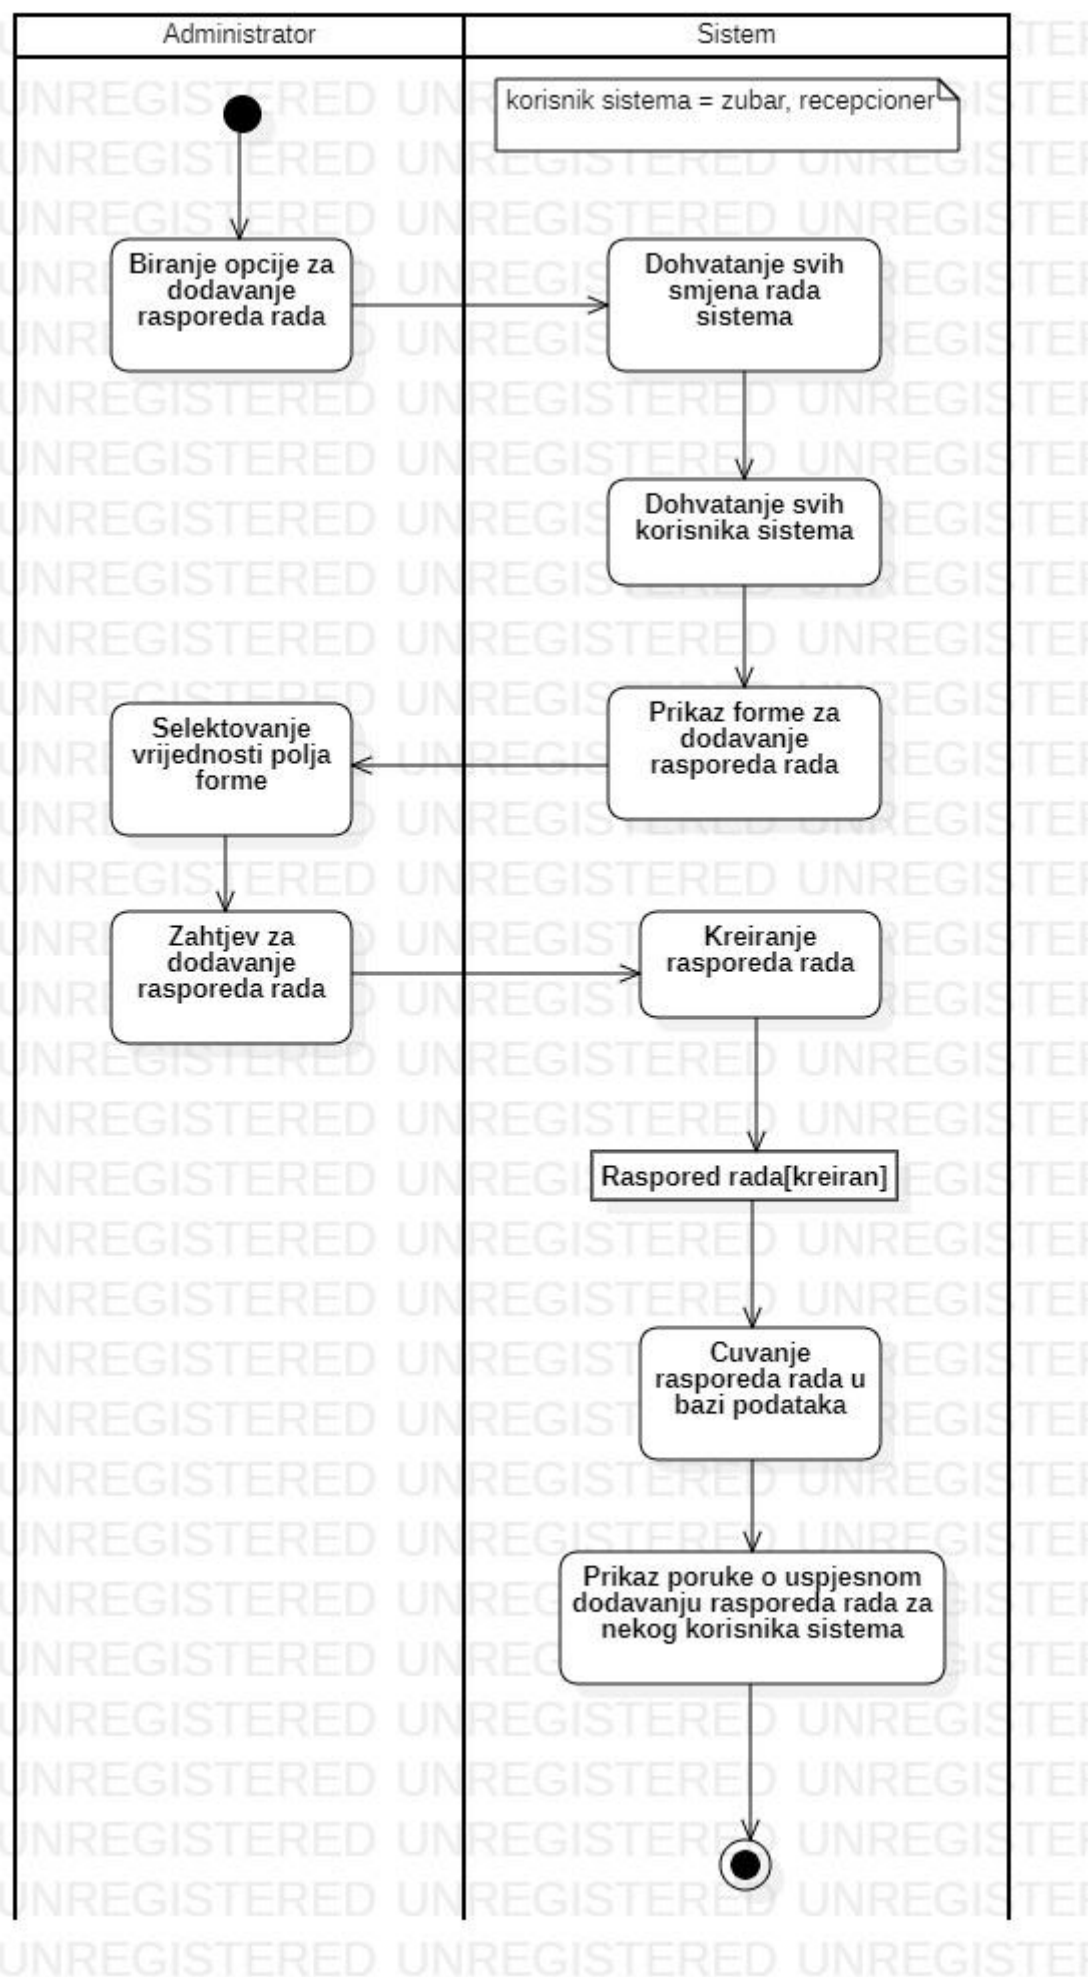 Administrator
Sistem
korisnik sistema = zubar, recepcioner
Biranje opcije za
dodavanje
rasporeda rada
Dohvatanje svih
smjena rada
sistema
Dohvatanje svih
korisnika sistema
Prikaz forme za
dodavanje
rasporeda rada
Selektovanje
vrijednosti polja
forme
Zahtjev za
dodavanje
rasporeda rada
Kreiranje
rasporeda rada
Raspored rada[kreiran]
Cuvanje
rasporeda rada u
bazi podataka
Prikaz poruke o uspjesnom
dodavanju rasporeda rada za
nekog korisnika sistema
UNREGISTERED UNREGISTERED